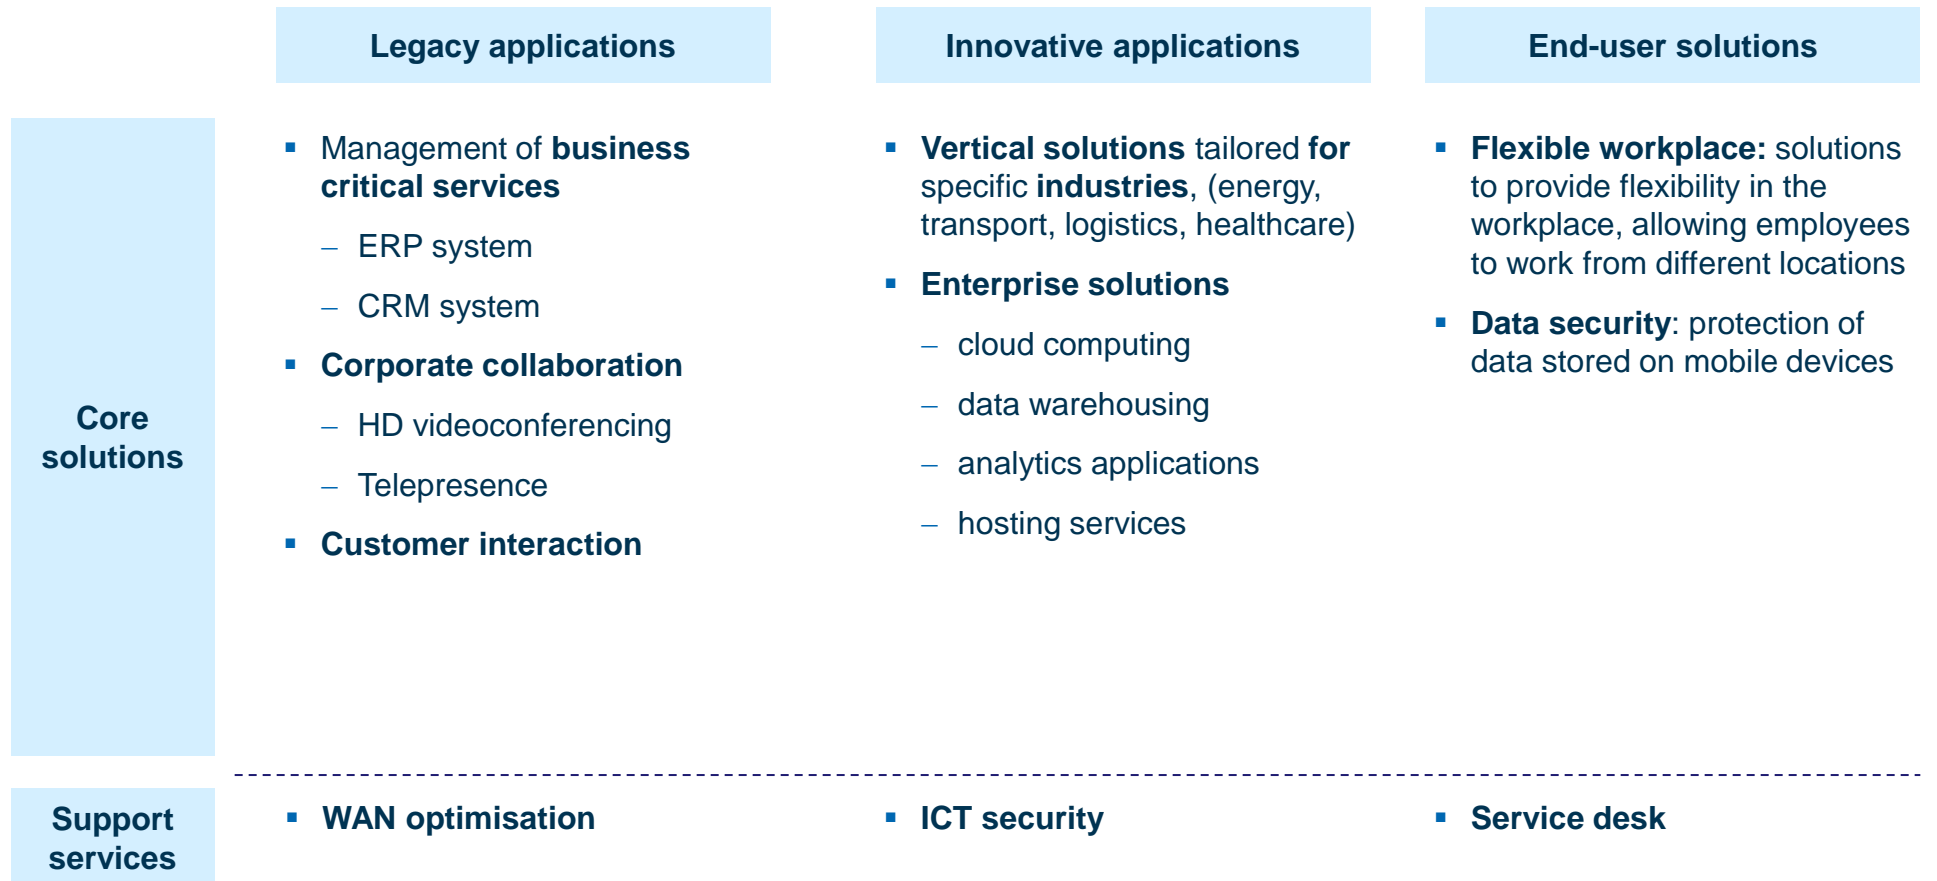 Legacy applications
Innovative applications
End-user solutions
Core
solutions
▪ Management of business
critical services
– ERP system
– CRM system
▪ Corporate collaboration
– HD videoconferencing
– Telepresence
▪ Customer interaction
▪ Vertical solutions tailored for
specific industries, (energy,
transport, logistics, healthcare)
▪ Enterprise solutions
– cloud computing
– data warehousing
– analytics applications
– hosting services
▪ Flexible workplace: solutions
to provide flexibility in the
workplace, allowing employees
to work from different locations
▪ Data security: protection of
data stored on mobile devices
Support
services
▪ WAN optimisation
▪ ICT security
▪ Service desk